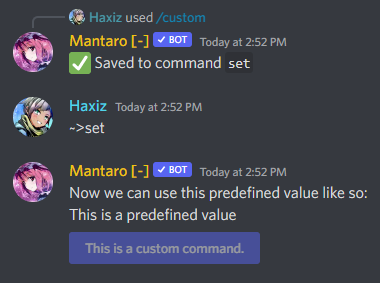 Haxiz used /custom
Mantaro [-] ✓ BOT Today at 2:52 PM
✅ Saved to command set
Haxiz Today at 2:52 PM
~>set
Mantaro [-] ✓ BOT Today at 2:52 PM
Now we can use this predefined value like so:
This is a predefined value
This is a custom command.